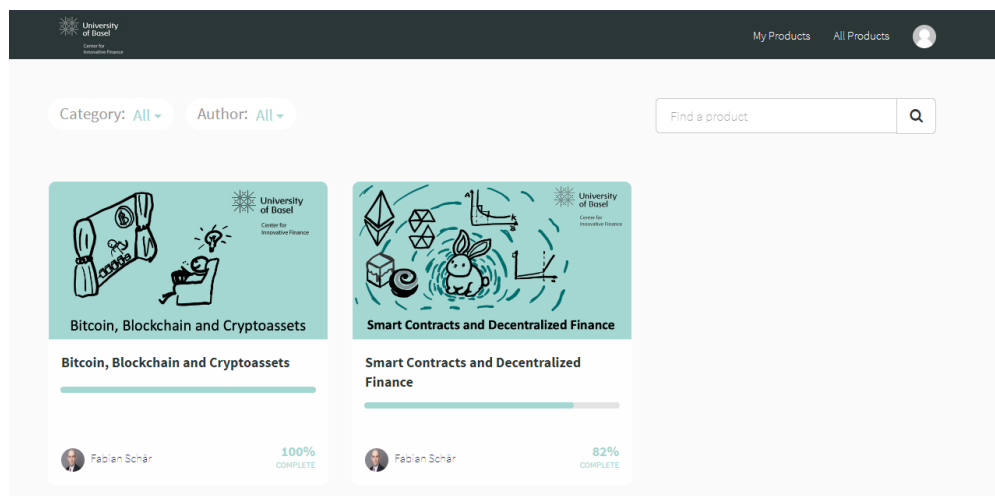 University
of Basel
Center for
Innovative Finance
My Products
All Products
Category: All
Author: All
Find a product
University
of Basel
Center for
Innovative Finance
Bitcoin, Blockchain and Cryptoassets
A
K
B
University
of Basel
Center for
Innovative Finance
Smart Contracts and Decentralized Finance
Bitcoin, Blockchain and Cryptoassets
Fabian Schär
100%
COMPLETE
Smart Contracts and Decentralized
Finance
Fabian Schär
82%
COMPLETE